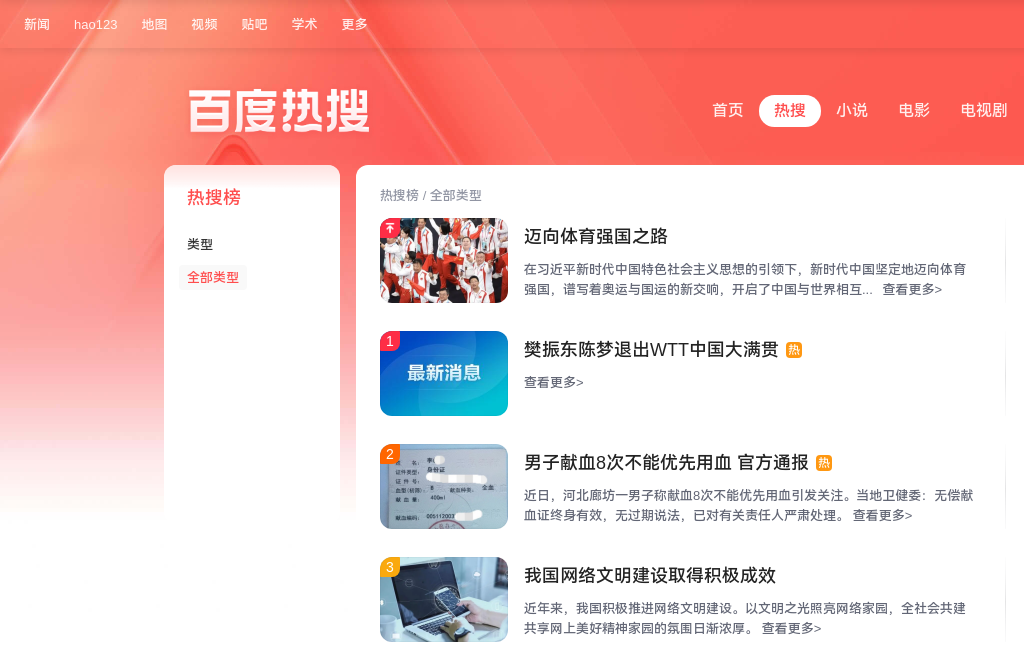 新闻 hao123 地图 视频 贴吧 学术 更多
百度热搜
首页 热搜 小说 电影 电视剧
热搜榜
类型
全部类型
热搜榜 / 全部类型
迈向体育强国之路
在习近平新时代中国特色社会主义思想的引领下，新时代中国坚定地迈向体育
强国，谱写着奥运与国运的新交响，开启了中国与世界相互... 查看更多>
1
最新消息
樊振东陈梦退出WTT中国大满贯 热
查看更多>
2
男子献血8次不能优先用血 官方通报 热
近日，河北廊坊一男子称献血8次不能优先用血引发关注。当地卫健委：无偿献
血证终身有效，无过期说法，已对有关责任人严肃处理。 查看更多>
3
我国网络文明建设取得积极成效
近年来，我国积极推进网络文明建设。以文明之光照亮网络家园，全社会共建
共享网上美好精神家园的氛围日渐浓厚。 查看更多>